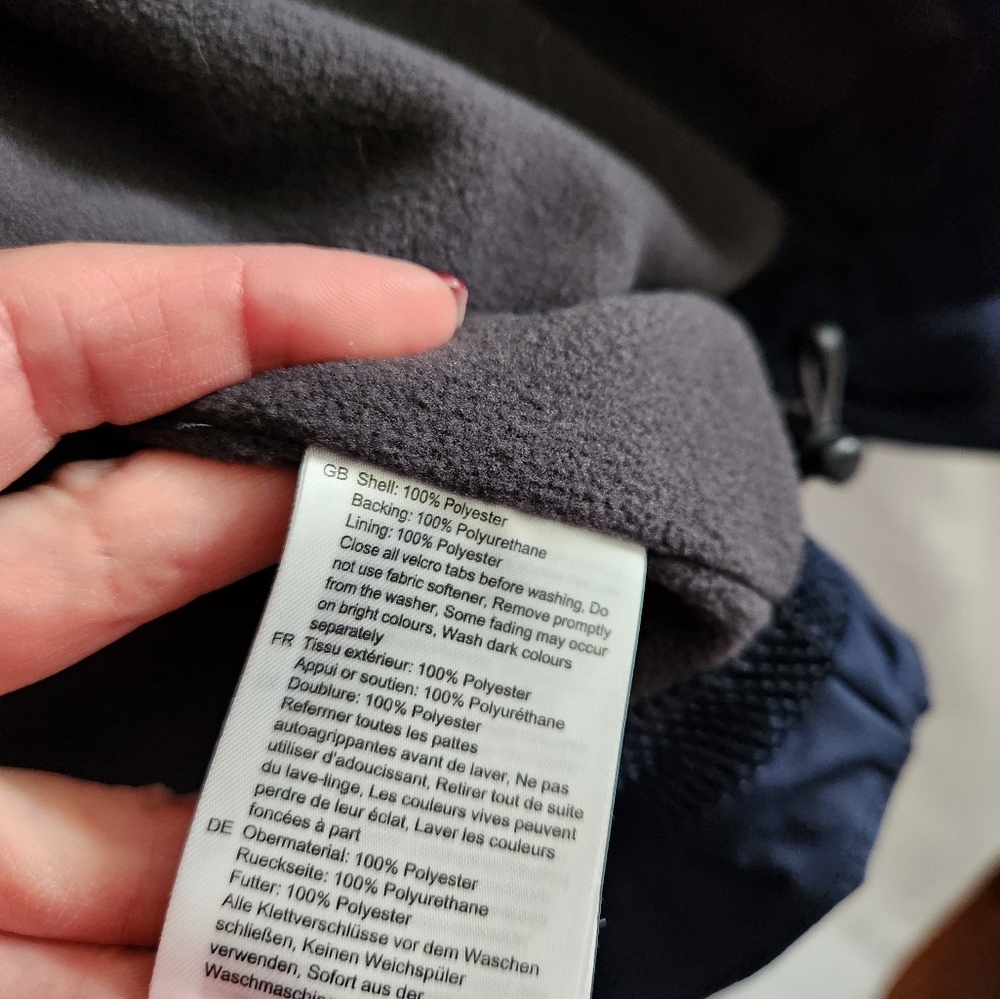 GB Shell: 100% Polyester
Backing: 100% Polyurethane
Lining: 100% Polyester
Close all velcro tabs before washing, Do
not use fabric softener, Remove promptly
from the washer, Some fading may occur
on bright colours, Wash dark colours
separately
FR Tissu extérieur: 100% Polyester
Appui or soutien: 100% Polyuréthane
Doublure: 100% Polyester
Refermer toutes les pattes
autoagrippantes avant de laver, Ne pas
utiliser d'adoucissant, Retirer tout de suite
du lave-linge, Les couleurs vives peuvent
perdre de leur éclat, Laver les couleurs
foncées à part
DE Obermaterial: 100% Polyester
Rueckseite: 100% Polyurethane
Futter: 100% Polyester
Alle Klettverschlüsse vor dem Waschen
schließen, Keinen Weichspüler
verwenden, Sofort aus der